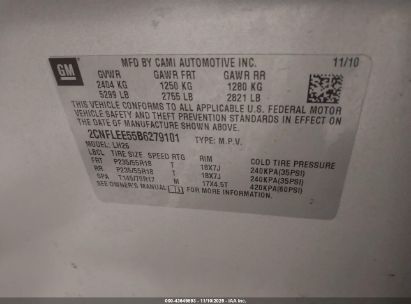 GM
MFD BY CAMI AUTOMOTIVE INC. 11/10
GVWR GAWR FRT GAWR RR
2404 KG 1250 KG 1280 KG
5299 LB 2755 LB 2821 LB
THIS VEHICLE CONFORMS TO ALL APPLICABLE U.S. FEDERAL MOTOR
VEHICLE SAFETY AND THEFT PREVENTION STANDARDS IN EFFECT ON
THE DATE OF MANUFACTURE SHOWN ABOVE.
2CNFLEE55B6279101 TYPE: M.P.V.
MODEL: LH26
LBL TIRE SIZE SPEED RTG RIM COLD TIRE PRESSURE
FRT P235/55R18 T 18X7J 240KPA(35PSI)
RR P235/55R18 T 18X7J 240KPA(35PSI)
SPA T145/70R17 M 17X4.5T 420KPA(60PSI)
SEE OWNER'S MANUAL FOR MORE INFORMATION.